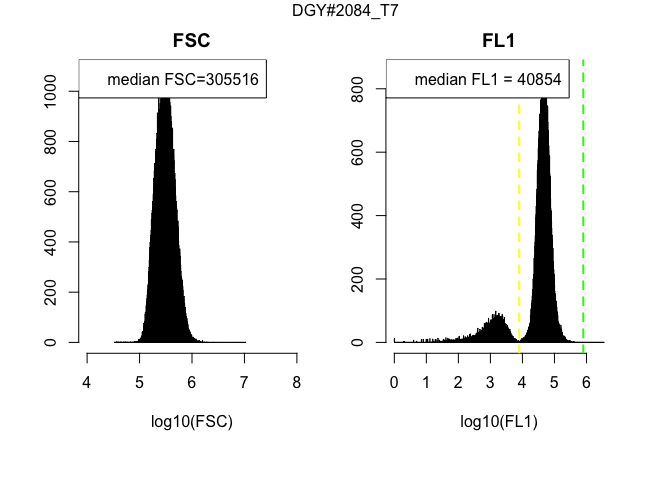 DGY#2084_T7
FSC
median FSC=305516
0 200 400 600 800 1000
4 5 6 7 8
log10(FSC)
FL1
median FL1 = 40854
0 200 400 600 800
0 1 2 3 4 5 6
log10(FL1)